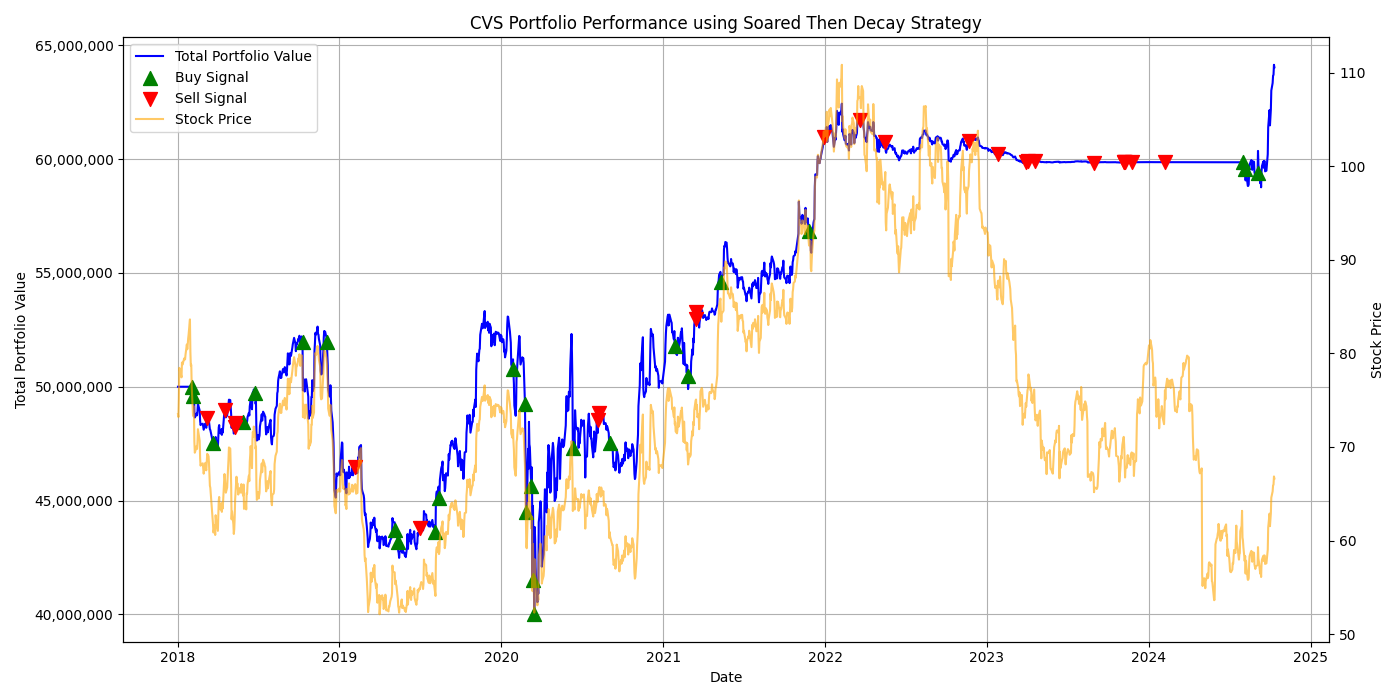 CVS Portfolio Performance using Soared Then Decay Strategy
Total Portfolio Value
Buy Signal
Sell Signal
Stock Price
65,000,000
60,000,000
55,000,000
50,000,000
45,000,000
40,000,000
Total Portfolio Value
110
100
90
80
70
60
50
Stock Price
2018
2019
2020
2021
2022
2023
2024
2025
Date